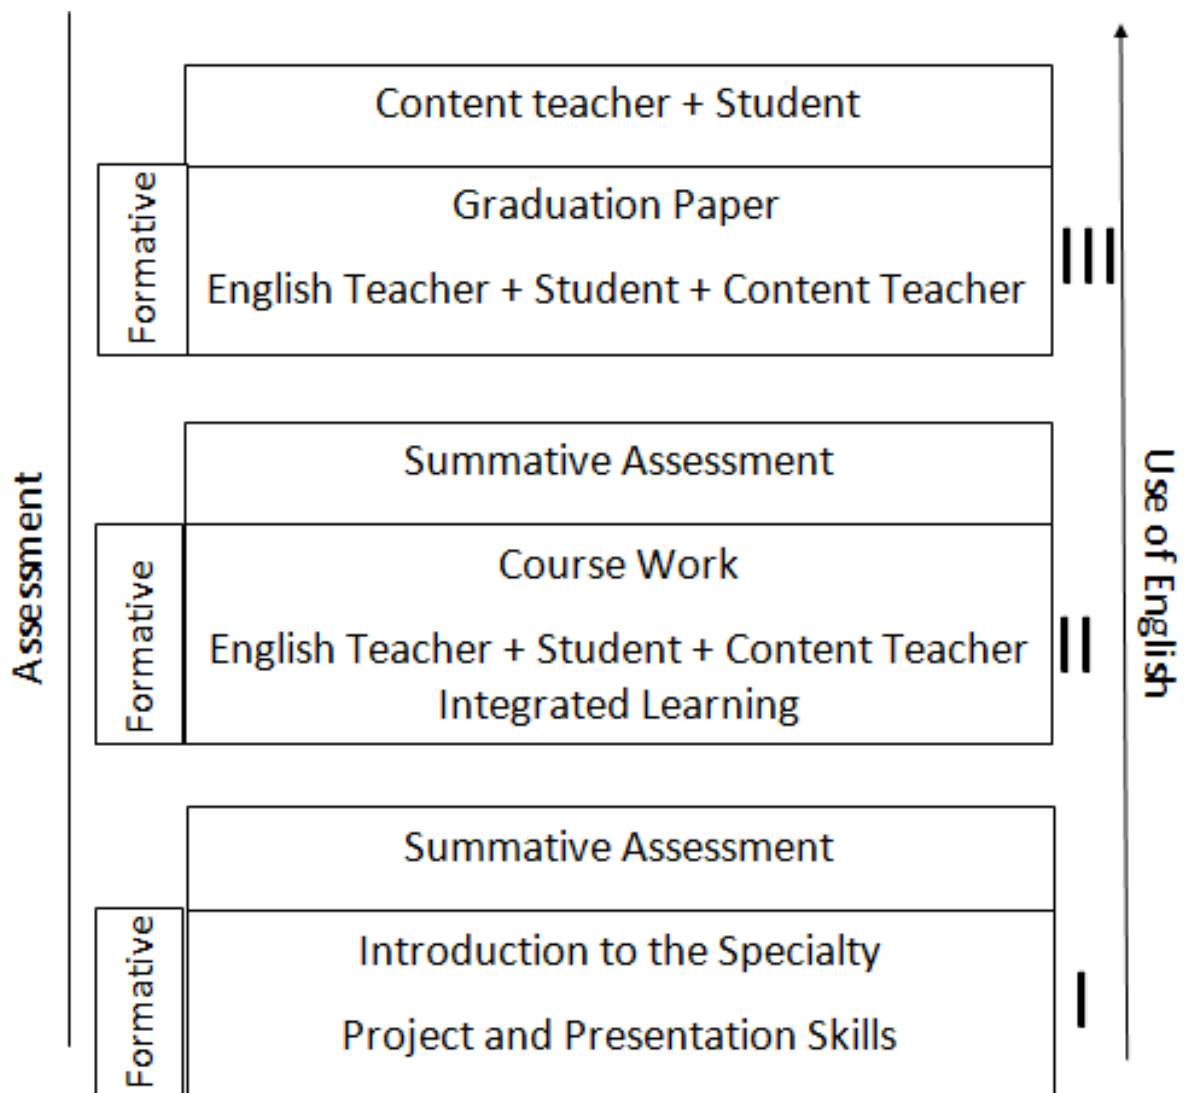 Content teacher + Student
Formative
Graduation Paper
English Teacher + Student + Content Teacher
III
Assessment
Use of English
Summative Assessment
Formative
Course Work
English Teacher + Student + Content Teacher
Integrated Learning
II
Summative Assessment
Formative
Introduction to the Specialty
Project and Presentation Skills
I